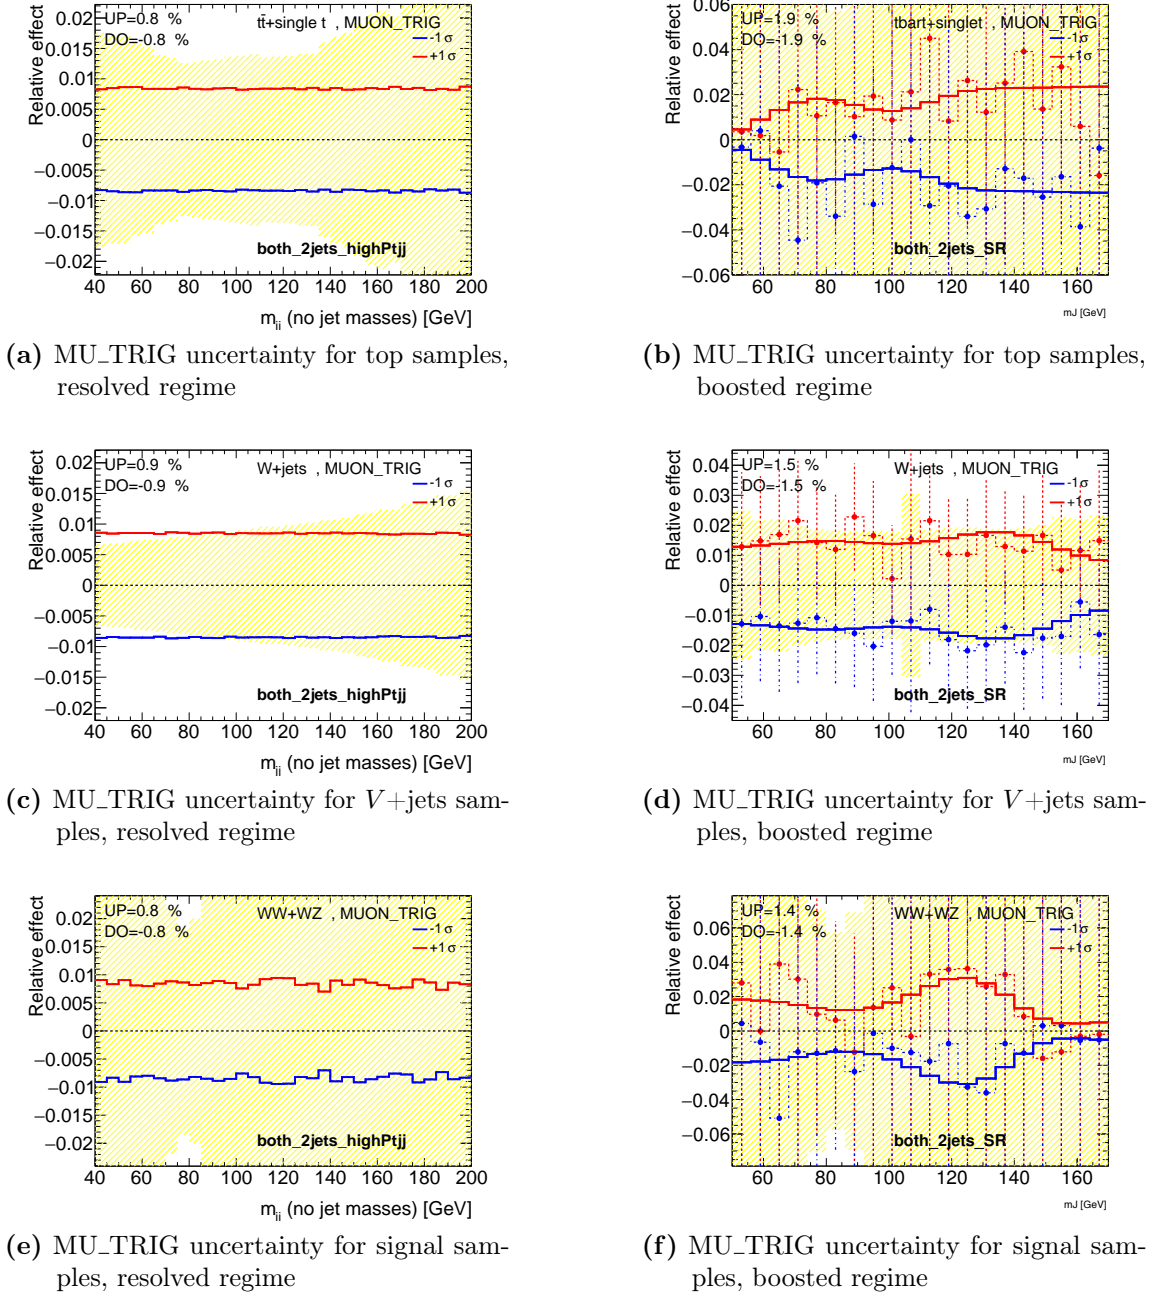 Relative effect
0.02
0.015
0.01
0.005
0
−0.005
−0.01
−0.015
−0.02
UP=0.8 %
DO=-0.8 %
tt̄+single t , MUON_TRIG
-1σ
+1σ
both_2jets_highPtjj
40 60 80 100 120 140 160 180 200
m_jj (no jet masses) [GeV]
(a) MU_TRIG uncertainty for top samples,
resolved regime
Relative effect
0.06
0.04
0.02
0
−0.02
−0.04
−0.06
UP=1.9 %
DO=-1.9 %
tbart+singlet , MUON_TRIG
-1σ
+1σ
both_2jets_SR
60 80 100 120 140 160
mJ [GeV]
(b) MU_TRIG uncertainty for top samples,
boosted regime
Relative effect
0.02
0.015
0.01
0.005
0
−0.005
−0.01
−0.015
−0.02
UP=0.9 %
DO=-0.9 %
W+jets , MUON_TRIG
-1σ
+1σ
both_2jets_highPtjj
40 60 80 100 120 140 160 180 200
m_jj (no jet masses) [GeV]
(c) MU_TRIG uncertainty for V+jets sam-
ples, resolved regime
Relative effect
0.04
0.03
0.02
0.01
0
−0.01
−0.02
−0.03
−0.04
UP=1.5 %
DO=-1.5 %
W+jets , MUON_TRIG
-1σ
+1σ
both_2jets_SR
60 80 100 120 140 160
mJ [GeV]
(d) MU_TRIG uncertainty for V+jets sam-
ples, boosted regime
Relative effect
0.02
0.015
0.01
0.005
0
−0.005
−0.01
−0.015
−0.02
UP=0.8 %
DO=-0.8 %
WW+WZ , MUON_TRIG
-1σ
+1σ
both_2jets_highPtjj
40 60 80 100 120 140 160 180 200
m_jj (no jet masses) [GeV]
(e) MU_TRIG uncertainty for signal sam-
ples, resolved regime
Relative effect
0.06
0.04
0.02
0
−0.02
−0.04
−0.06
UP=1.4 %
DO=-1.4 %
WW+WZ , MUON_TRIG
-1σ
+1σ
both_2jets_SR
60 80 100 120 140 160
mJ [GeV]
(f) MU_TRIG uncertainty for signal sam-
ples, boosted regime